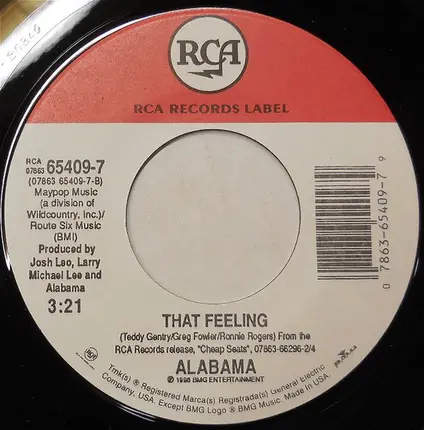 RCA
RCA RECORDS LABEL
RCA
07863 65409-7
(07863 65409-7-B)
Maypop Music
(a division of
Wildcountry, Inc.)/
Route Six Music
(BMI)
Produced by
Josh Leo, Larry
Michael Lee and
Alabama
3:21
0 7863-65409-7 9
THAT FEELING
(Teddy Gentry/Greg Fowler/Ronnie Rogers) From the
RCA Records release, "Cheap Seats", 07863-66296-2/4
ALABAMA
℗ 1993 BMG ENTERTAINMENT
RCA
BMG
Tmk(s) ® Registered Marca(s) Registrada(s) General Electric
Company, USA. Except BMG Logo ® BMG Music. Made in USA.